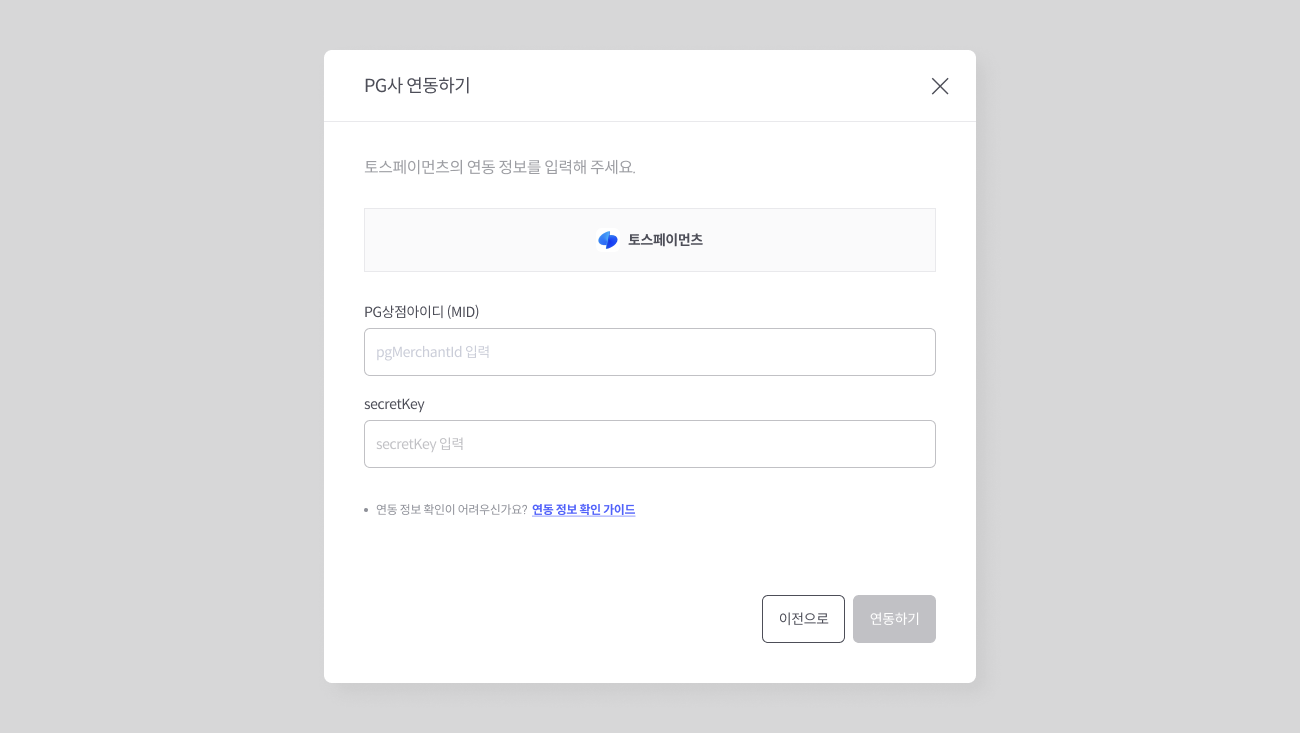 PG사 연동하기
토스페이먼츠의 연동 정보를 입력해 주세요.
토스페이먼츠
PG상점아이디 (MID)
pgMerchantId 입력
secretKey
secretKey 입력
• 연동 정보 확인이 어려우신가요? 연동 정보 확인 가이드
이전으로 연동하기